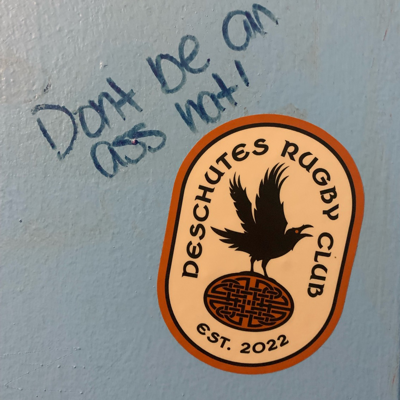 Dont be an
ass hat!
DESCHUTES RUGBY CLUB
EST. 2022